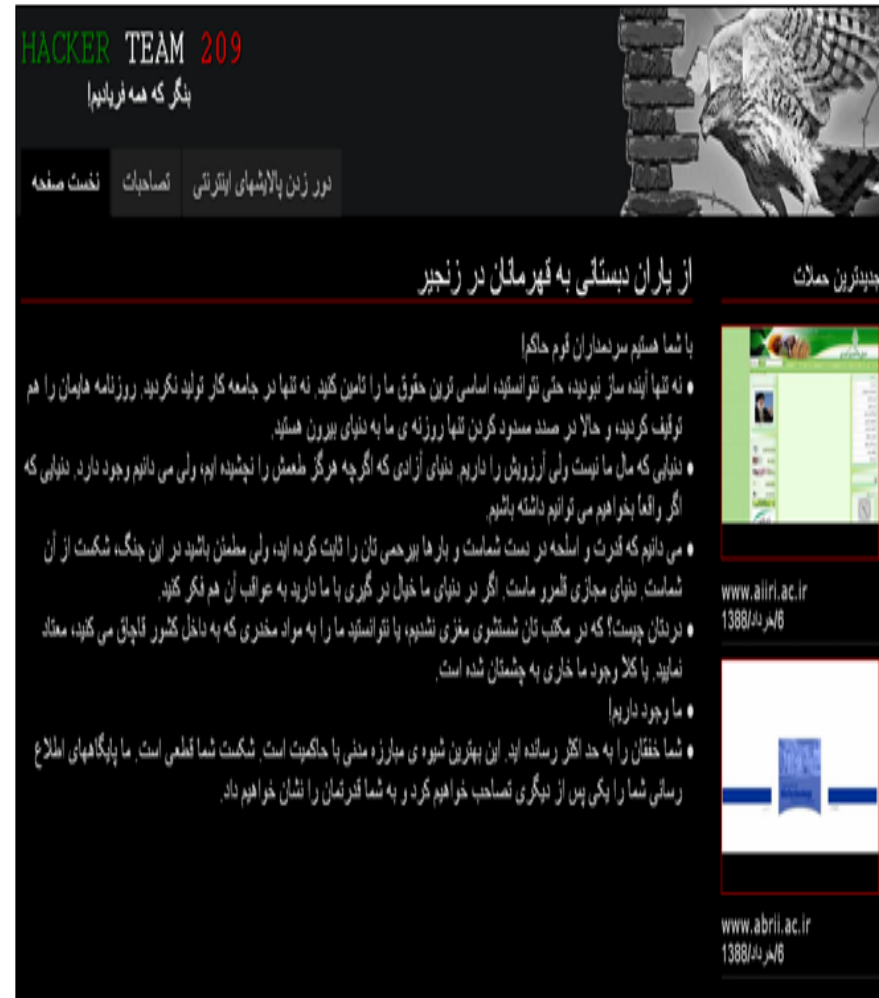 HACKER TEAM 209
بنگر که همه فریادیم!
نخست صفحه
تصاحبات
دور زدن پالایشهای اینترنتی
از یاران دبستانی به قهرمانان در زنجیر
با شما هستیم سردمداران قوم حاکم!
• نه تنها آینده ساز نبودید، حتی نتوانستید، اساسی ترین حقوق ما را تامین کنید. نه تنها در جامعه کار تولید نکردید. روزنامه هایمان را هم
توقیف کردید، و حالا در صدد مسدود کردن تنها روزنه ی ما به دنیای بیرون هستید.
• دنیایی که مال ما نیست ولی آرزویش را داریم. دنیای آزادی که اگرچه هرگز طعمش را نچشیده ایم، ولی می دانیم وجود دارد. دنیایی که
اگر واقعاً بخواهیم می توانیم داشته باشیم.
• می دانیم که قدرت و اسلحه در دست شماست و بارها بیرحمی تان را ثابت کرده اید، ولی مطمئن باشید در این جنگ، شکست از آن
شماست. دنیای مجازی قلمرو ماست. اگر در دنیای ما خیال در گیری با ما دارید به عواقب آن هم فکر کنید.
• دردتان چیست؟ که در مکتب تان شستشوی مغزی نشدیم، یا نتوانستید ما را به مواد مخدری که به داخل کشور قاچاق می کنید، معتاد
نمایید. یا کلاً وجود ما خاری به چشمتان شده است.
• ما وجود داریم!
• شما خفقان را به حد اکثر رسانده اید. این بهترین شیوه ی مبارزه مدنی با حاکمیت است. شکست شما قطعی است. ما پایگاههای اطلاع
رسانی شما را یکی پس از دیگری تصاحب خواهیم کرد و به شما قدرتمان را نشان خواهیم داد.
جدیدترین حملات
www.aiiri.ac.ir
6/خرداد/1388
www.abrii.ac.ir
6/خرداد/1388